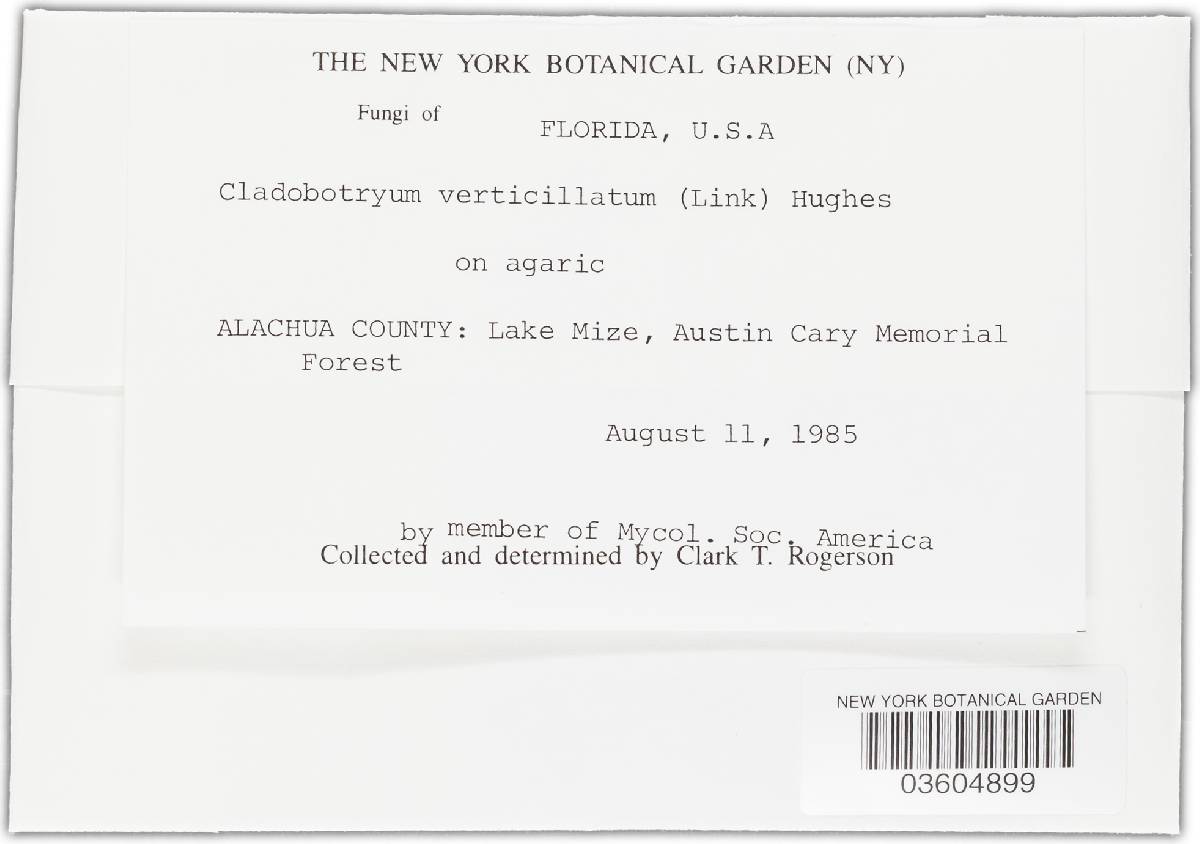 THE NEW YORK BOTANICAL GARDEN (NY)
Fungi of
FLORIDA, U.S.A
Cladobotryum verticillatum (Link) Hughes
on agaric
ALACHUA COUNTY: Lake Mize, Austin Cary Memorial
Forest
August 11, 1985
by member of Mycol. Soc. America
Collected and determined by Clark T. Rogerson
NEW YORK BOTANICAL GARDEN
03604899